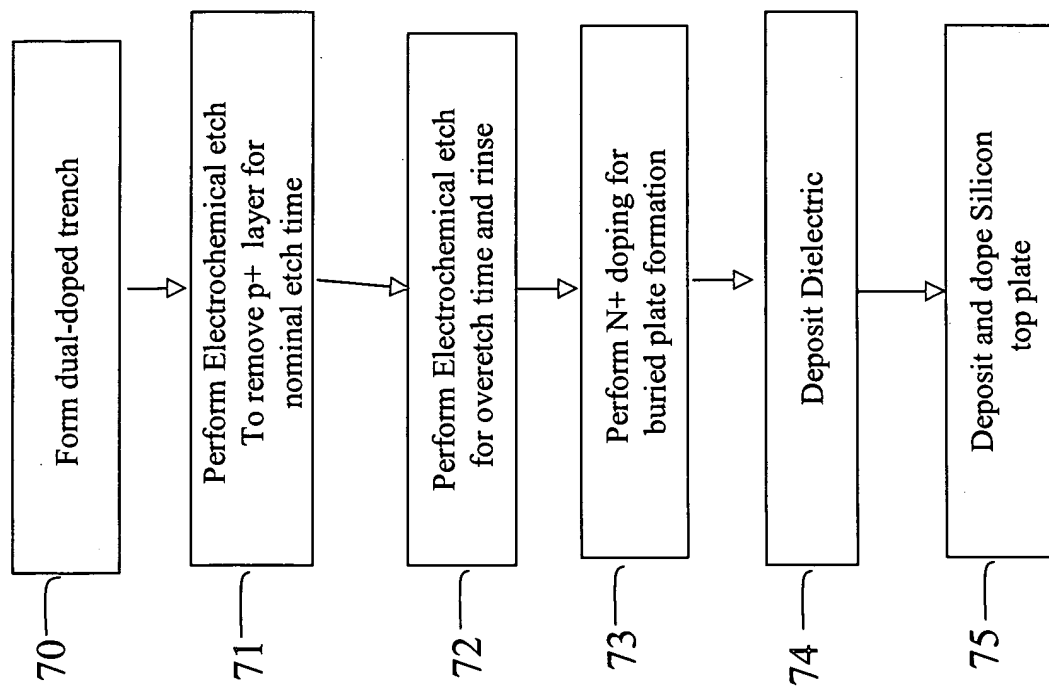 70
Form dual-doped trench
71
Perform Electrochemical etch
To remove p+ layer for
nominal etch time
72
Perform Electrochemical etch
for overetch time and rinse
73
Perform N+ doping for
buried plate formation
74
Deposit Dielectric
75
Deposit and dope Silicon
top plate